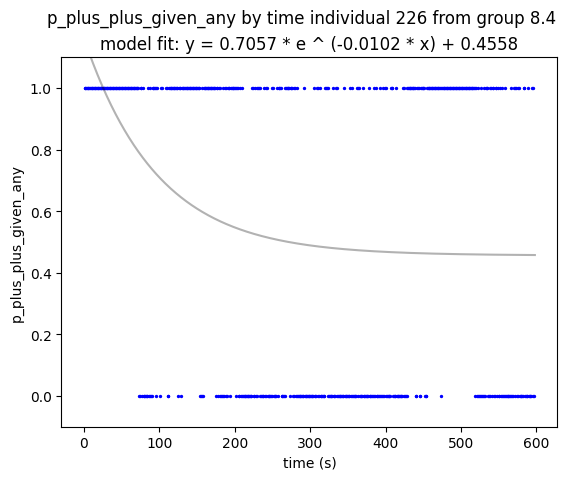 p_plus_plus_given_any by time individual 226 from group 8.4
model fit: y = 0.7057 * e ^ (-0.0102 * x) + 0.4558
1.0
0.8
0.6
0.4
0.2
0.0
p_plus_plus_given_any
0 100 200 300 400 500 600
time (s)